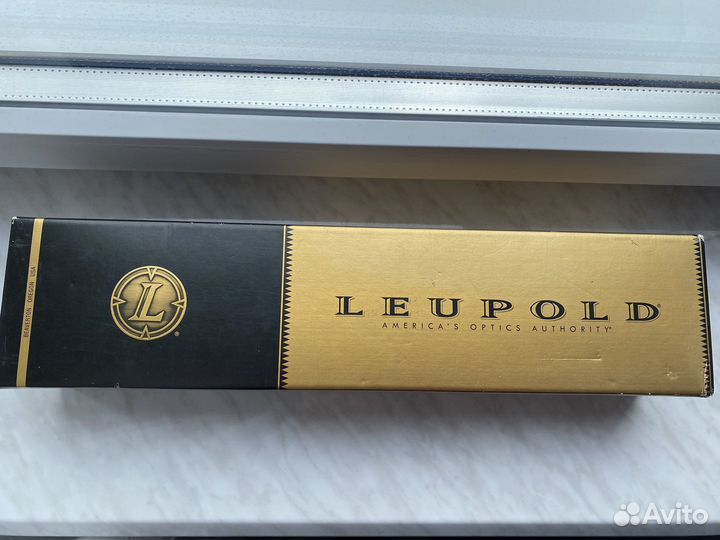 BEAVERTON, OREGON USA
L ®
LEUPOLD®
AMERICA'S OPTICS AUTHORITY®
Avito